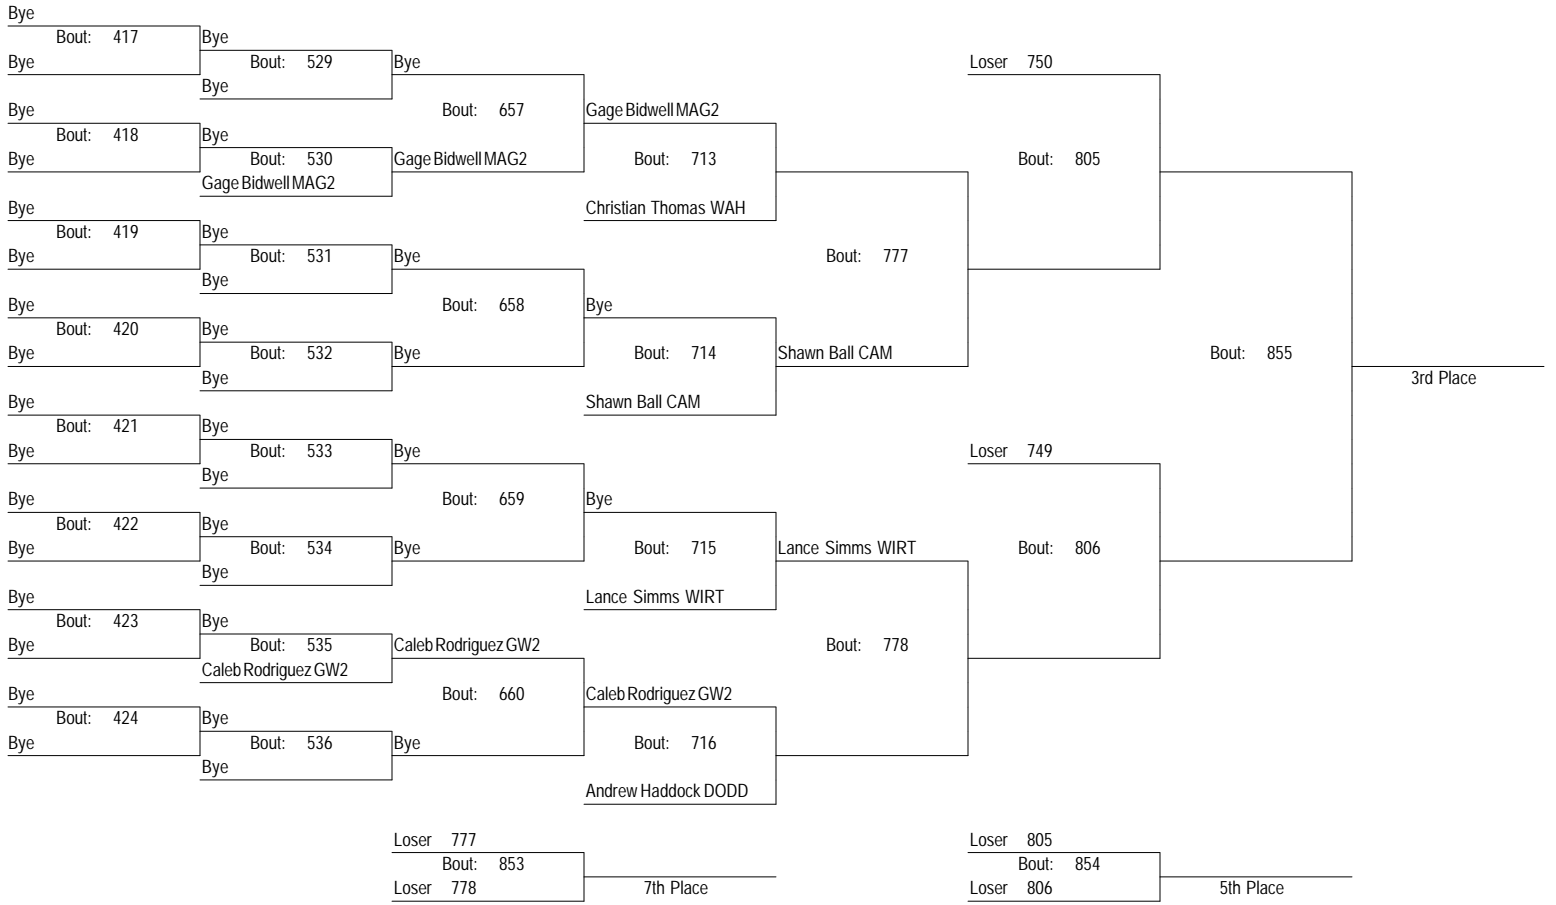 Bye
Bout: 417
Bye
Bye
Bout: 529
Bye
Bye
Bout: 418
Bye
Bye
Bout: 530
Gage Bidwell MAG2
Bye
Bout: 657
Gage Bidwell MAG2
Bye
Bout: 419
Bye
Bye
Bout: 531
Bye
Bye
Bout: 420
Bye
Bye
Bout: 532
Bye
Bye
Bout: 658
Bye
Gage Bidwell MAG2
Bout: 713
Christian Thomas WAH
Bye
Bout: 714
Shawn Ball CAM
Bout: 777
Shawn Ball CAM
Bye
Bout: 421
Bye
Bye
Bout: 533
Bye
Bye
Bout: 422
Bye
Bye
Bout: 534
Bye
Bye
Bout: 659
Bye
Bye
Bout: 423
Bye
Bye
Bout: 535
Caleb Rodriguez GW2
Bye
Bout: 424
Bye
Bye
Bout: 536
Bye
Caleb Rodriguez GW2
Bout: 660
Bye
Bye
Bout: 715
Lance Simms WIRT
Caleb Rodriguez GW2
Bout: 716
Andrew Haddock DODD
Lance Simms WIRT
Bout: 778
Loser 750
Bout: 805
Loser 749
Bout: 806
Bout: 855
3rd Place
Loser 777
Bout: 853
Loser 778
7th Place
Loser 805
Bout: 854
Loser 806
5th Place